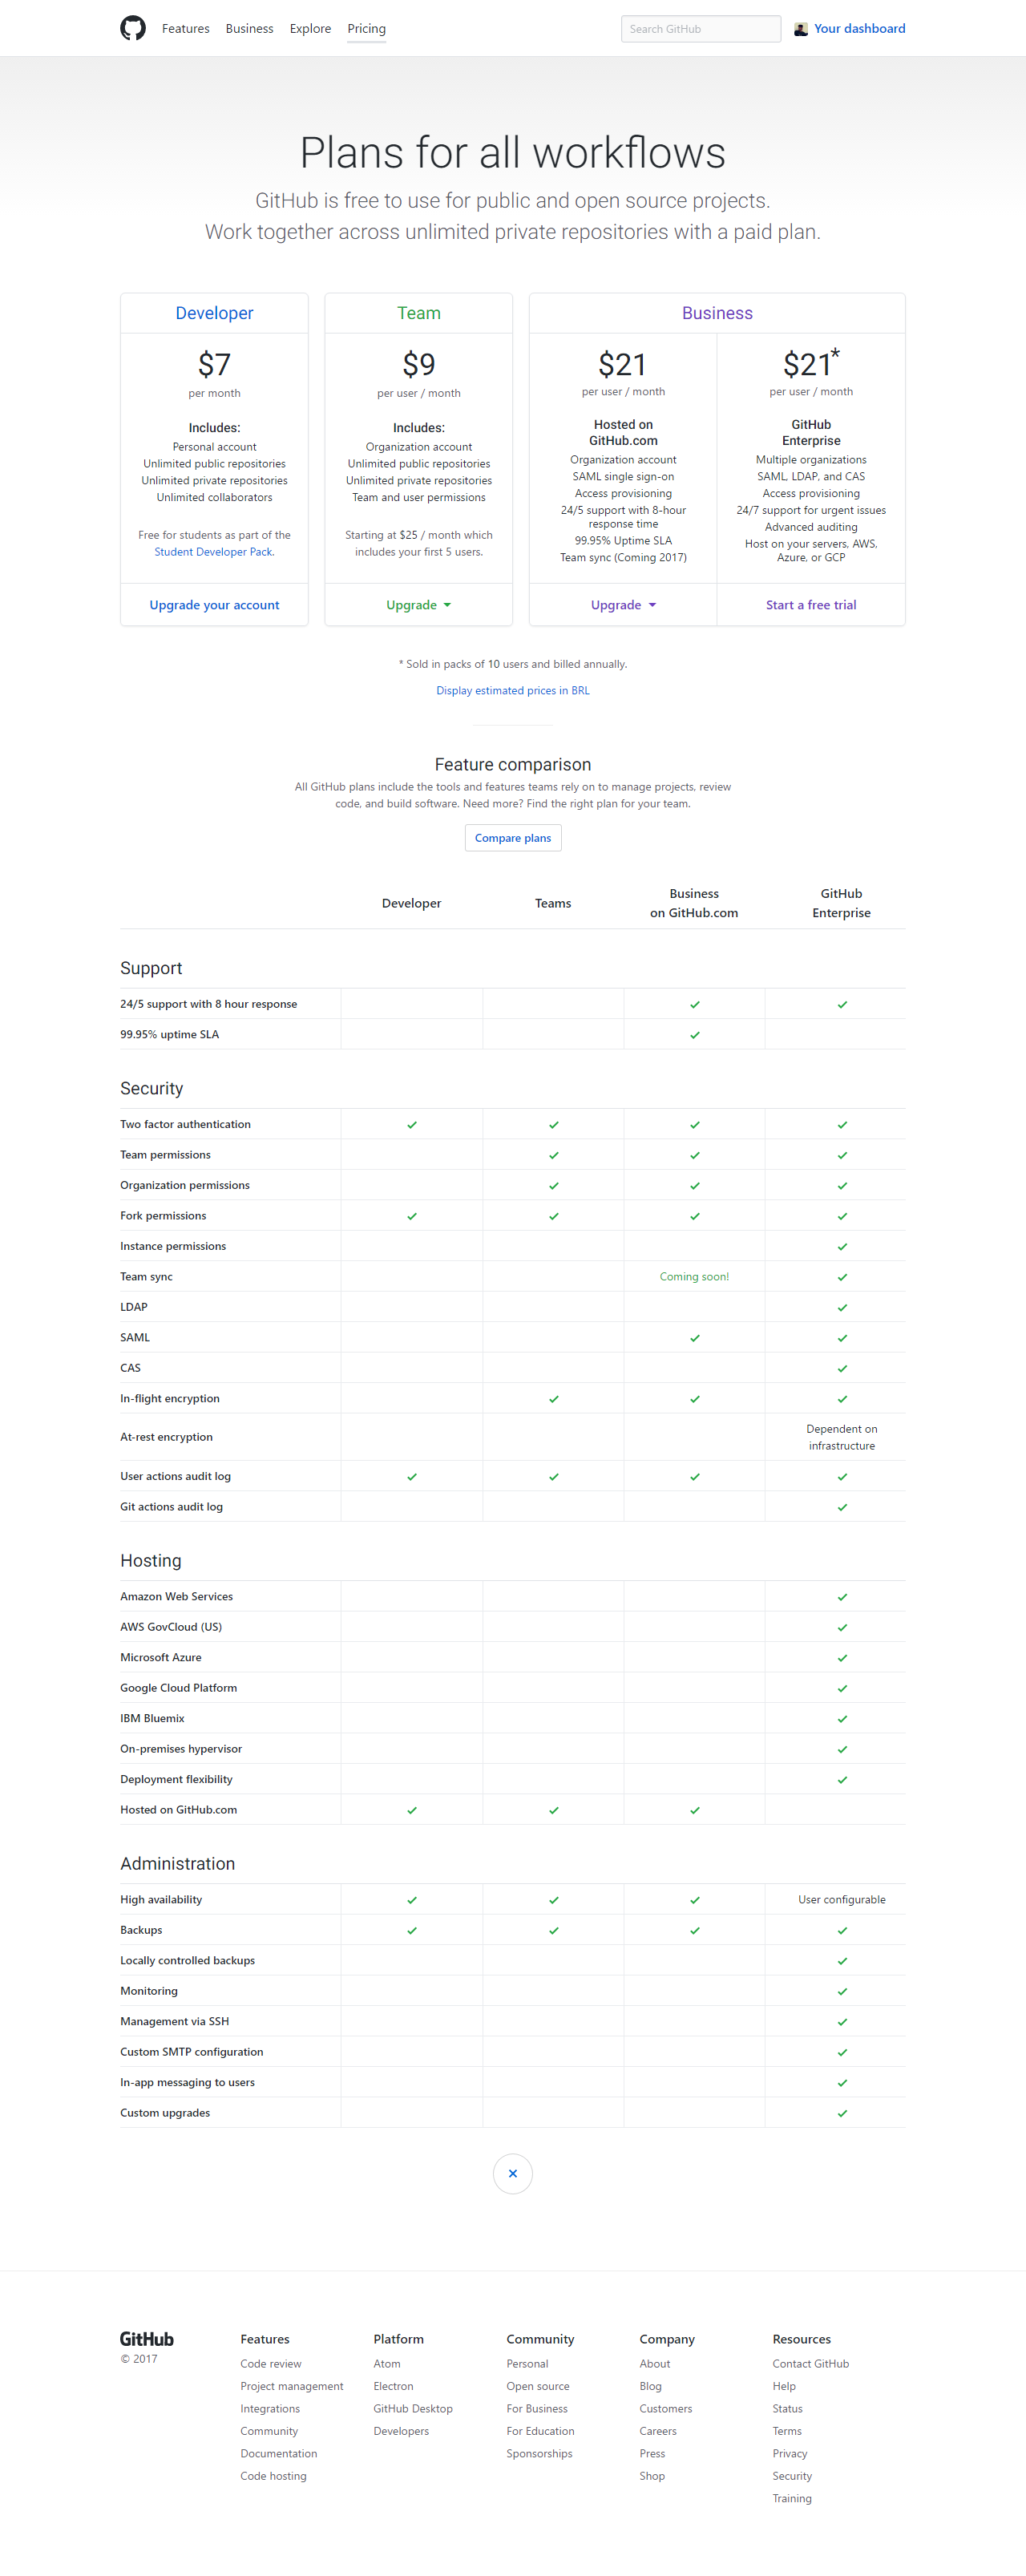 Features Business Explore Pricing Search GitHub Your dashboard
Plans for all workflows
GitHub is free to use for public and open source projects.
Work together across unlimited private repositories with a paid plan.
Developer
$7
per month
Includes:
Personal account
Unlimited public repositories
Unlimited private repositories
Unlimited collaborators
Free for students as part of the
Student Developer Pack.
Upgrade your account
Team
$9
per user / month
Includes:
Organization account
Unlimited public repositories
Unlimited private repositories
Team and user permissions
Starting at $25 / month which
includes your first 5 users.
Upgrade
Business
$21
per user / month
Hosted on
GitHub.com
Organization account
SAML single sign-on
Access provisioning
24/5 support with 8-hour
response time
99.95% Uptime SLA
Team sync (Coming 2017)
Upgrade
$21*
per user / month
GitHub
Enterprise
Multiple organizations
SAML, LDAP, and CAS
Access provisioning
24/7 support for urgent issues
Advanced auditing
Host on your servers, AWS,
Azure, or GCP
Start a free trial
* Sold in packs of 10 users and billed annually.
Display estimated prices in BRL
Feature comparison
All GitHub plans include the tools and features teams rely on to manage projects, review
code, and build software. Need more? Find the right plan for your team.
Compare plans
Developer
Teams
Business
on GitHub.com
GitHub
Enterprise
Support
24/5 support with 8 hour response
99.95% uptime SLA
Security
Two factor authentication
Team permissions
Organization permissions
Fork permissions
Instance permissions
Team sync Coming soon!
LDAP
SAML
CAS
In-flight encryption
At-rest encryption
Dependent on
infrastructure
User actions audit log
Git actions audit log
Hosting
Amazon Web Services
AWS GovCloud (US)
Microsoft Azure
Google Cloud Platform
IBM Bluemix
On-premises hypervisor
Deployment flexibility
Hosted on GitHub.com
Administration
High availability User configurable
Backups
Locally controlled backups
Monitoring
Management via SSH
Custom SMTP configuration
In-app messaging to users
Custom upgrades
GitHub
© 2017
Features
Code review
Project management
Integrations
Community
Documentation
Code hosting
Platform
Atom
Electron
GitHub Desktop
Developers
Community
Personal
Open source
For Business
For Education
Sponsorships
Company
About
Blog
Customers
Careers
Press
Shop
Resources
Contact GitHub
Help
Status
Terms
Privacy
Security
Training